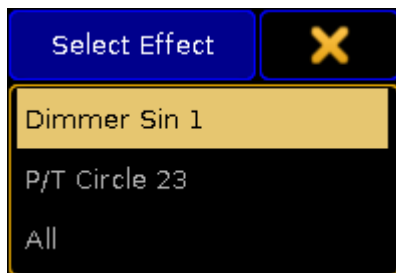 Select Effect
Dimmer Sin 1
P/T Circle 23
All